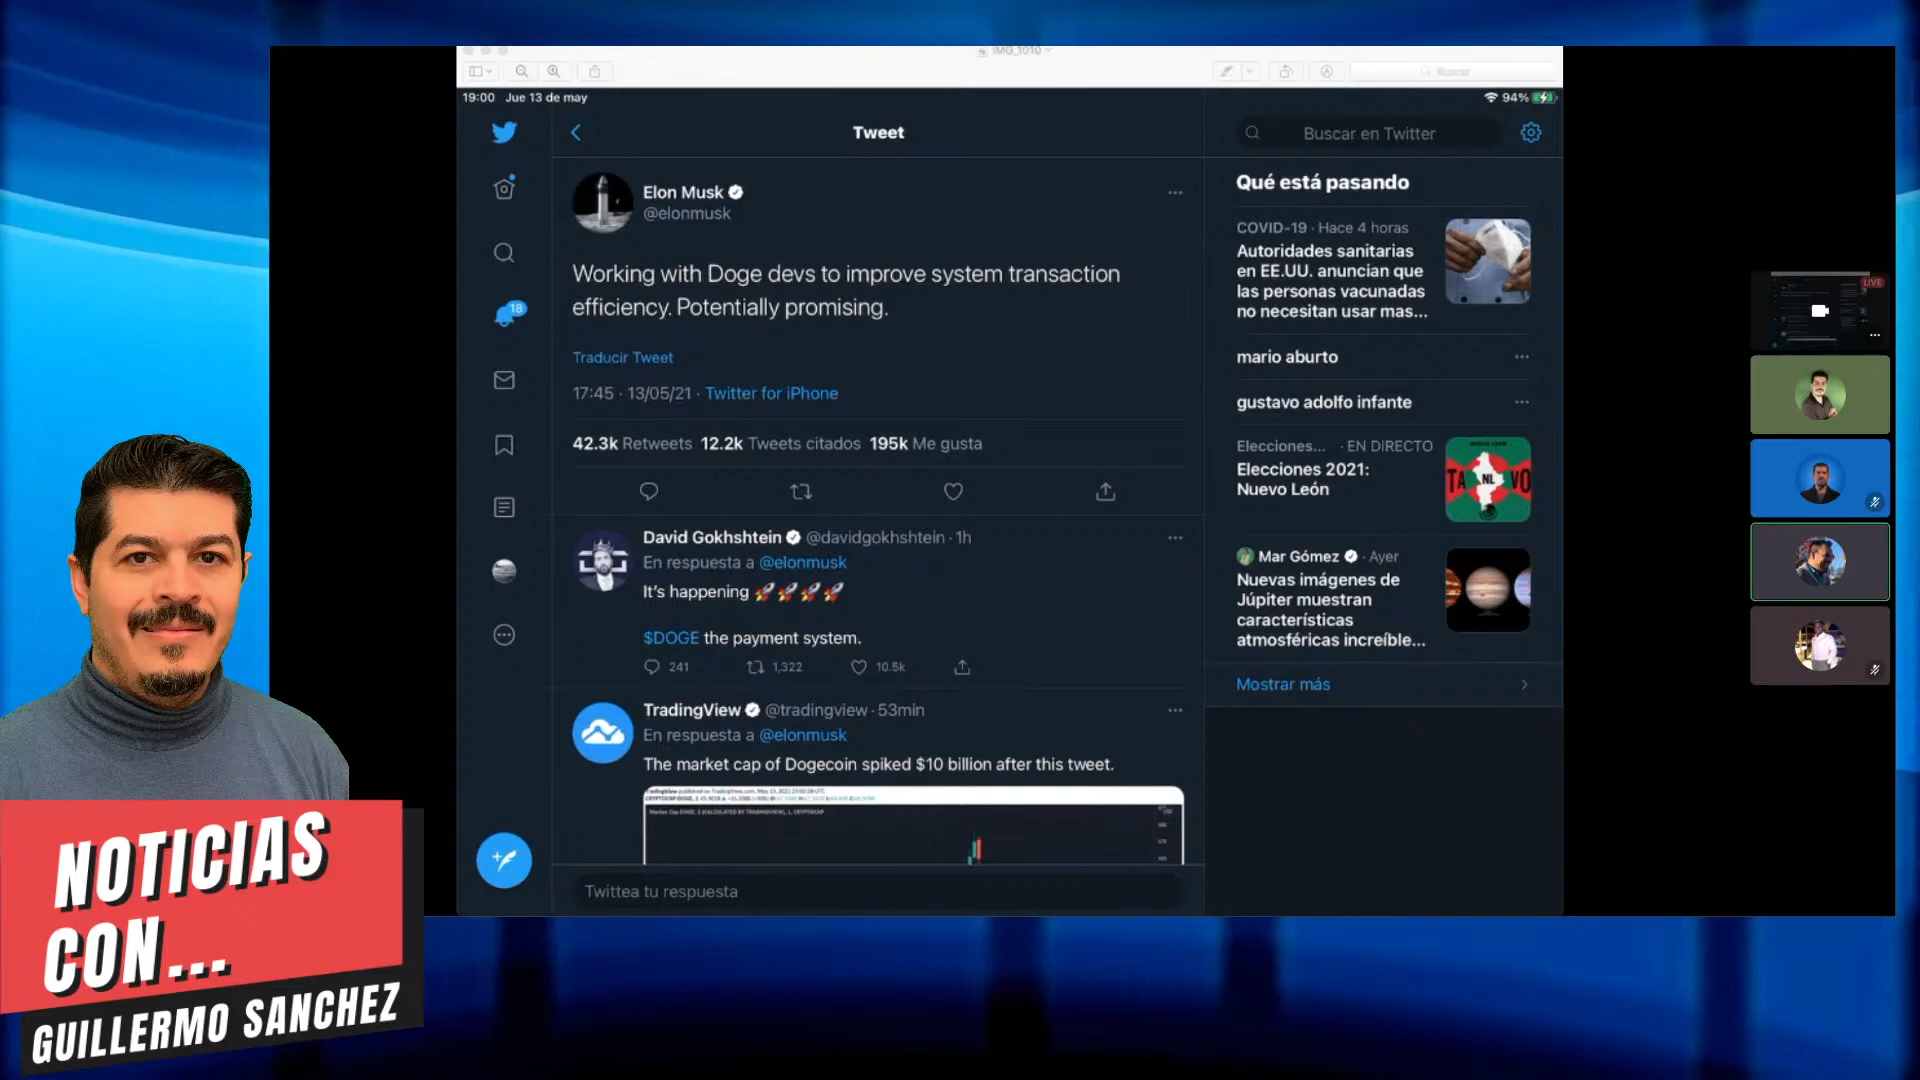 IMG_1010
Buscar
19:00 Jue 13 de may
94%
Tweet
Buscar en Twitter
Elon Musk
@elonmusk
Working with Doge devs to improve system transaction
efficiency. Potentially promising.
Traducir Tweet
17:45 · 13/05/21 · Twitter for iPhone
42.3k Retweets 12.2k Tweets citados 195k Me gusta
18
David Gokhshtein @davidgokhshtein · 1h
En respuesta a @elonmusk
It's happening 🚀🚀🚀🚀
$DOGE the payment system.
241 1,322 10.5k
TradingView @tradingview · 53min
En respuesta a @elonmusk
The market cap of Dogecoin spiked $10 billion after this tweet.
Twittea tu respuesta
Qué está pasando
COVID-19 · Hace 4 horas
Autoridades sanitarias
en EE.UU. anuncian que
las personas vacunadas
no necesitan usar mas...
mario aburto
gustavo adolfo infante
Elecciones... · EN DIRECTO
Elecciones 2021:
Nuevo León
TA NL VO
Mar Gómez · Ayer
Nuevas imágenes de
Júpiter muestran
características
atmosféricas increíble...
Mostrar más
LIVE
NOTICIAS
CON...
GUILLERMO SANCHEZ